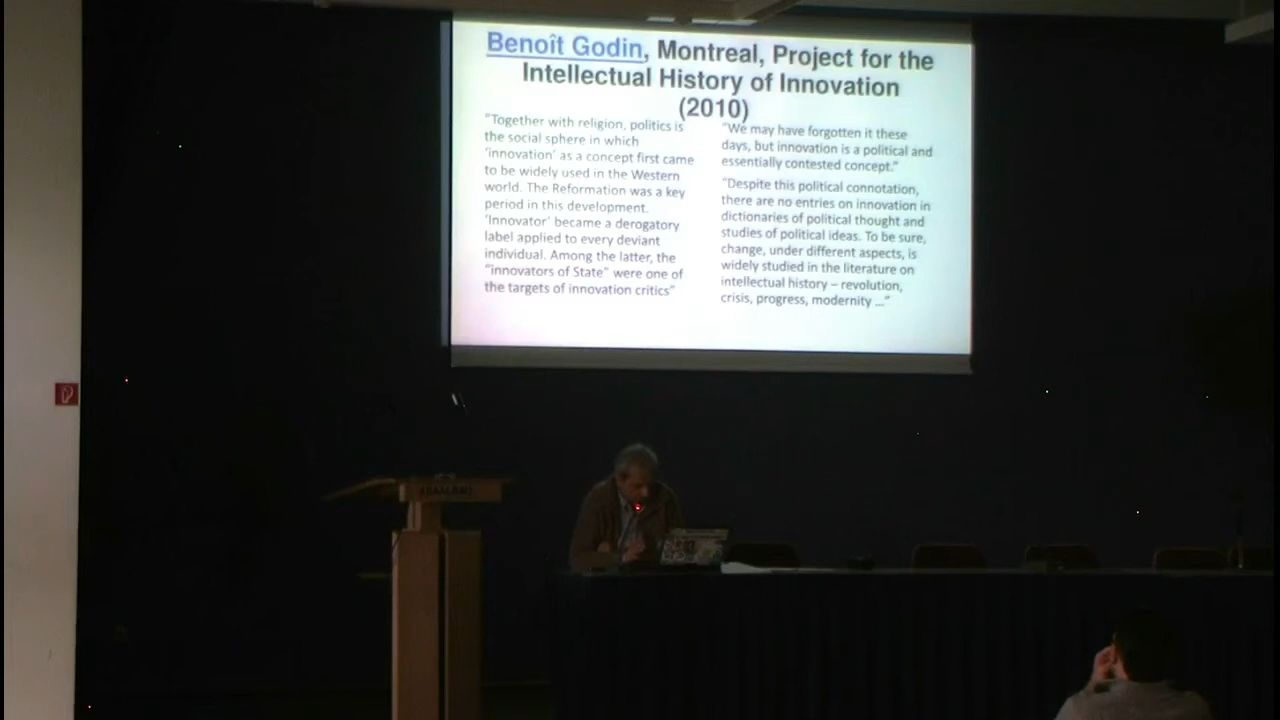 Benoît Godin, Montreal, Project for the
Intellectual History of Innovation
(2010)
"Together with religion, politics is
the social sphere in which
'innovation' as a concept first came
to be widely used in the Western
world. The Reformation was a key
period in this development.
'Innovator' became a derogatory
label applied to every deviant
individual. Among the latter, the
"innovators of State" were one of
the targets of innovation critics"
"We may have forgotten it these
days, but innovation is a political and
essentially contested concept."
"Despite this political connotation,
there are no entries on innovation in
dictionaries of political thought and
studies of political ideas. To be sure,
change, under different aspects, is
widely studied in the literature on
intellectual history – revolution,
crisis, progress, modernity ..."